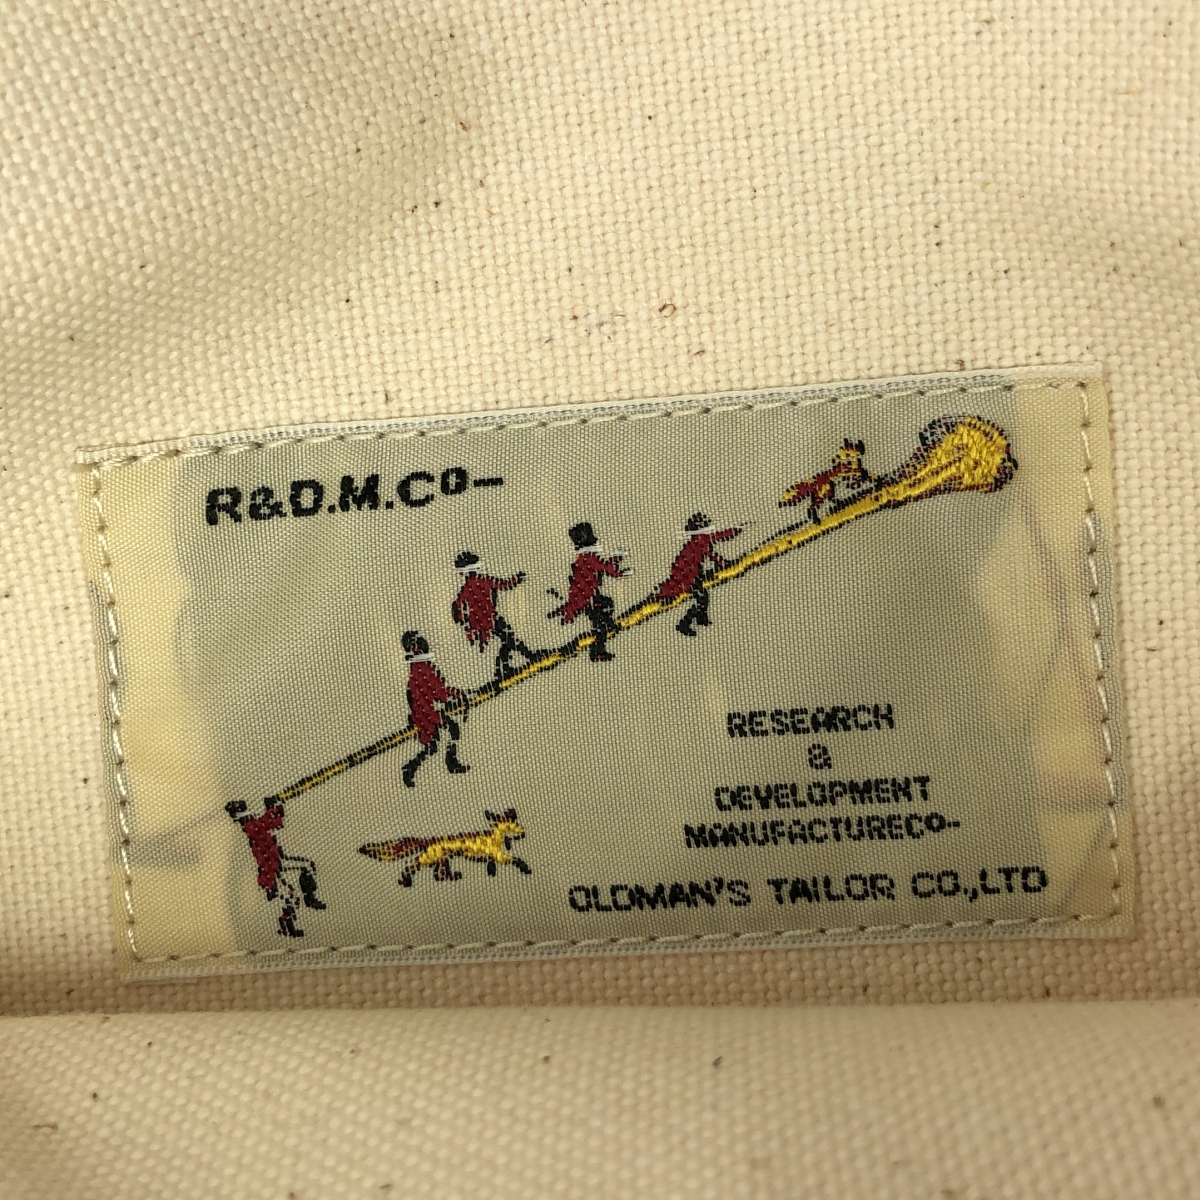 R&D.M.Co-
RESEARCH
&
DEVELOPMENT
MANUFACTURECo-
OLDMAN'S TAILOR CO.,LTD